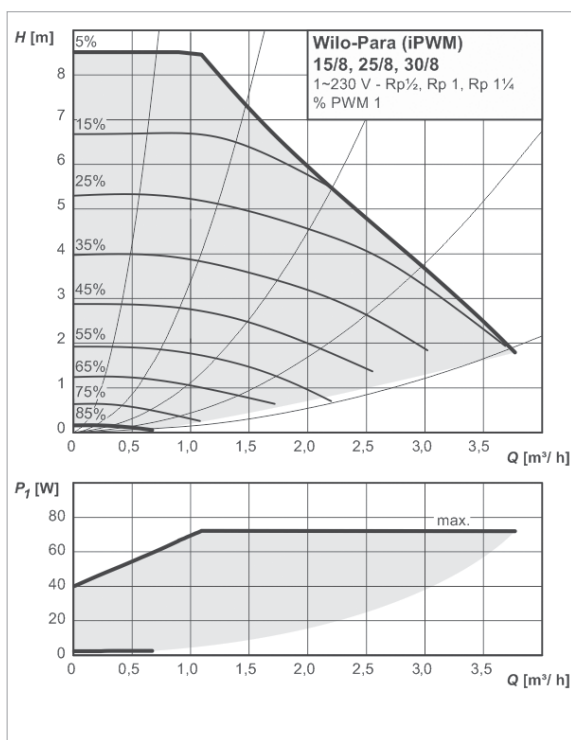 H [m]
5%
Wilo-Para (iPWM)
15/8, 25/8, 30/8
1~230 V - Rp½, Rp 1, Rp 1¼
% PWM 1
8
7
15%
6
25%
5
35%
4
45%
3
55%
2
65%
1
75%
85%
0
0 0,5 1,0 1,5 2,0 2,5 3,0 3,5
Q [m³/ h]
P1 [W]
max.
80
60
40
20
0
0 0,5 1,0 1,5 2,0 2,5 3,0 3,5
Q [m³/ h]